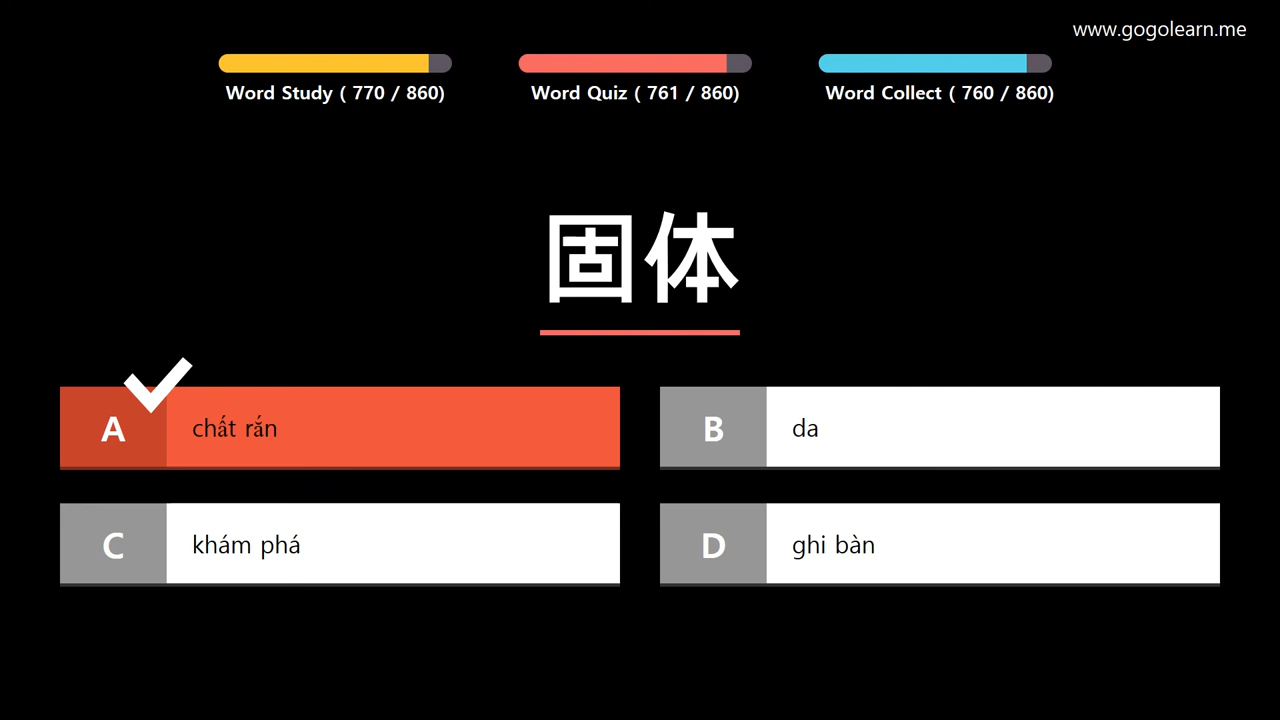 www.gogolearn.me
Word Study ( 770 / 860)
Word Quiz ( 761 / 860)
Word Collect ( 760 / 860)
固体
A chất rắn
B da
C khám phá
D ghi bàn